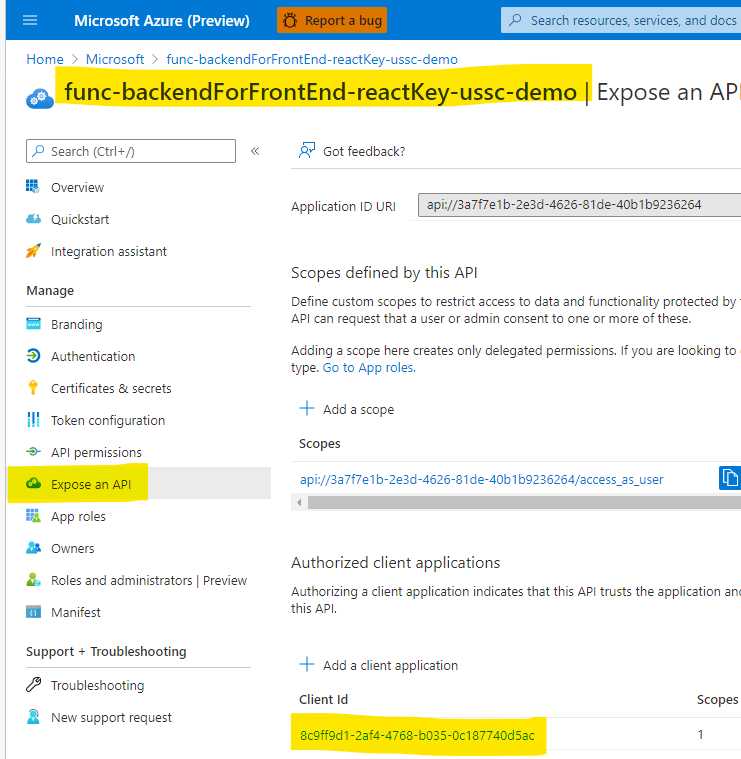 Microsoft Azure (Preview)
Report a bug
Search resources, services, and docs
Home > Microsoft > func-backendForFrontEnd-reactKey-ussc-demo
func-backendForFrontEnd-reactKey-ussc-demo | Expose an API
Search (Ctrl+/)
«
Overview
Quickstart
Integration assistant
Manage
Branding
Authentication
Certificates & secrets
Token configuration
API permissions
Expose an API
App roles
Owners
Roles and administrators | Preview
Manifest
Support + Troubleshooting
Troubleshooting
New support request
Got feedback?
Application ID URI
api://3a7f7e1b-2e3d-4626-81de-40b1b9236264
Scopes defined by this API
Define custom scopes to restrict access to data and functionality protected by
API can request that a user or admin consent to one or more of these.
Adding a scope here creates only delegated permissions. If you are looking to
type. Go to App roles.
Add a scope
Scopes
api://3a7f7e1b-2e3d-4626-81de-40b1b9236264/access_as_user
Authorized client applications
Authorizing a client application indicates that this API trusts the application and
this API.
Add a client application
Client Id Scopes
8c9ff9d1-2af4-4768-b035-0c187740d5ac 1